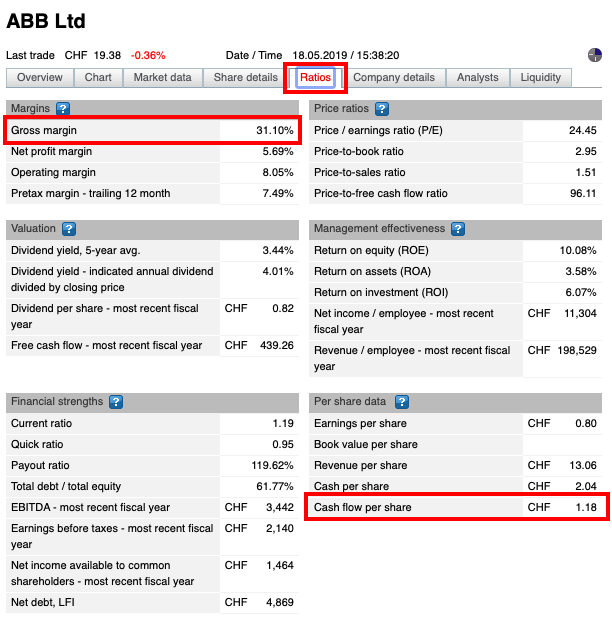 ABB Ltd
Last trade CHF 19.38 -0.36% Date / Time 18.05.2019 / 15:38:20
Overview Chart Market data Share details Ratios Company details Analysts Liquidity
Margins ?
Gross margin 31.10%
Net profit margin 5.69%
Operating margin 8.05%
Pretax margin - trailing 12 month 7.49%
Price ratios ?
Price / earnings ratio (P/E) 24.45
Price-to-book ratio 2.95
Price-to-sales ratio 1.51
Price-to-free cash flow ratio 96.11
Valuation ?
Dividend yield, 5-year avg. 3.44%
Dividend yield - indicated annual dividend 4.01%
divided by closing price
Dividend per share - most recent fiscal CHF 0.82
year
Free cash flow - most recent fiscal year CHF 439.26
Management effectiveness ?
Return on equity (ROE) 10.08%
Return on assets (ROA) 3.58%
Return on investment (ROI) 6.07%
Net income / employee - most recent CHF 11,304
fiscal year
Revenue / employee - most recent fiscal CHF 198,529
year
Financial strengths ?
Current ratio 1.19
Quick ratio 0.95
Payout ratio 119.62%
Total debt / total equity 61.77%
EBITDA - most recent fiscal year CHF 3,442
Earnings before taxes - most recent fiscal CHF 2,140
year
Net income available to common CHF 1,464
shareholders - most recent fiscal year
Net debt, LFI CHF 4,869
Per share data ?
Earnings per share CHF 0.80
Book value per share
Revenue per share CHF 13.06
Cash per share CHF 2.04
Cash flow per share CHF 1.18